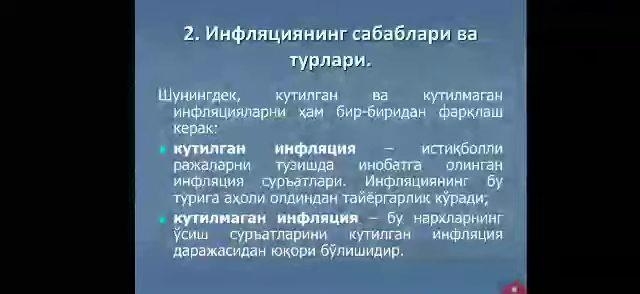 2. Инфляциянинг сабаблари ва
турлари.
Шунингдек, кутилган ва кутилмаган
инфляцияларни ҳам бир-биридан фарқлаш
керак:
кутилган инфляция – истиқболли
ражаларни тузишда инобатга олинган
инфляция суръатлари. Инфляциянинг бу
турига аҳоли олдиндан тайёргарлик кўради;
кутилмаган инфляция – бу нархларнинг
ўсиш суръатларини кутилган инфляция
даражасидан юқори бўлишидир.